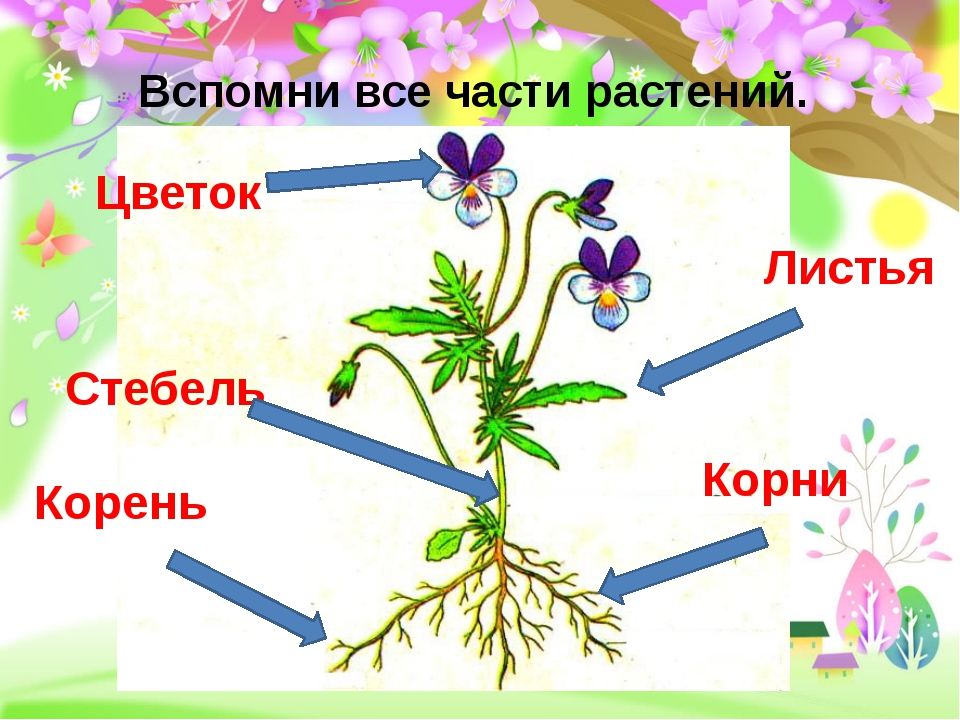 Вспомни все части растений.
Цветок
Листья
Стебель
Корни
Корень